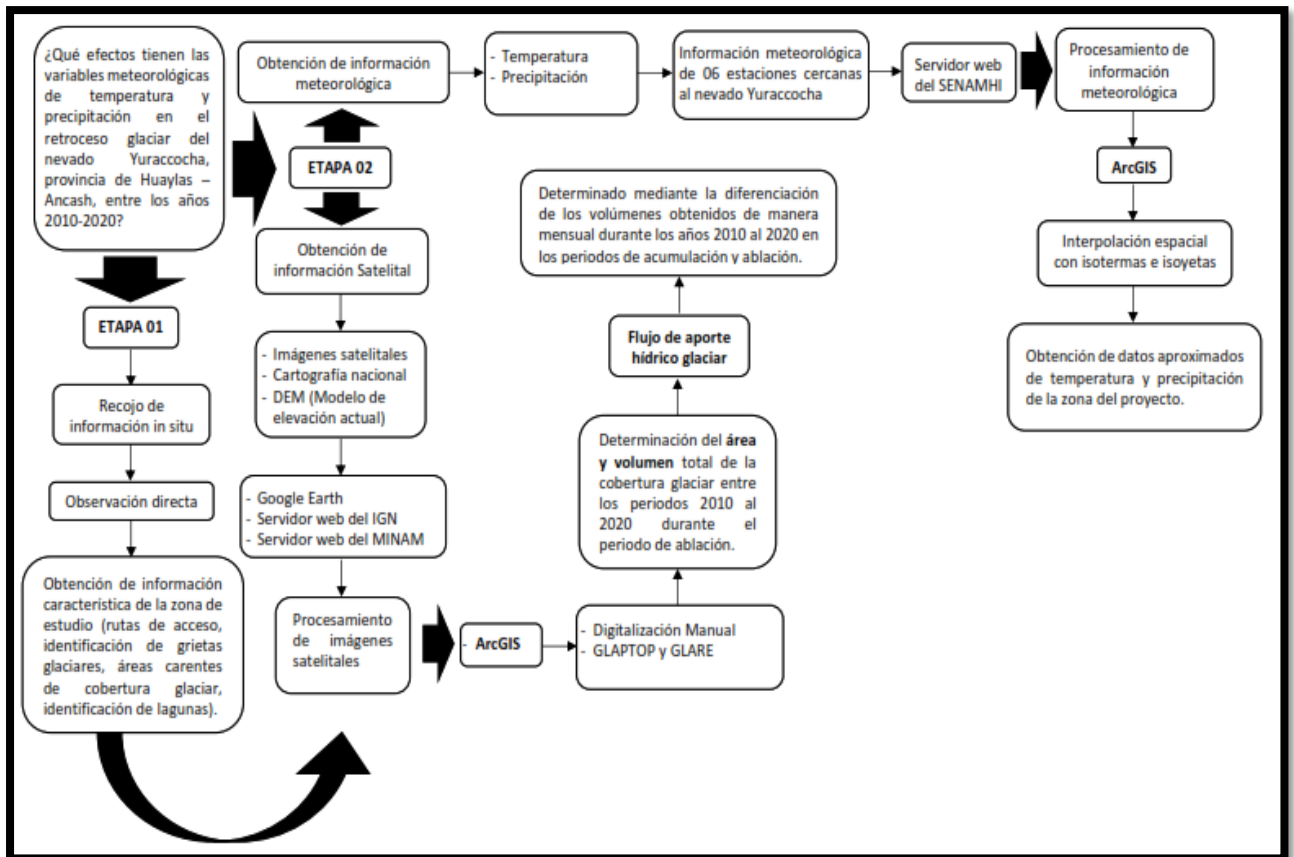 ¿Qué efectos tienen las
variables meteorológicas
de temperatura y
precipitación en el
retroceso glaciar del
nevado Yuraccocha,
provincia de Huaylas –
Ancash, entre los años
2010-2020?
ETAPA 01
Recojo de
información in situ
Observación directa
Obtención de información
característica de la zona de
estudio (rutas de acceso,
identificación de grietas
glaciares, áreas carentes
de cobertura glaciar,
identificación de lagunas).
ETAPA 02
Obtención de información
meteorológica
- Temperatura
- Precipitación
Información meteorológica
de 06 estaciones cercanas
al nevado Yuraccocha
Servidor web
del SENAMHI
Procesamiento de
información
meteorológica
ArcGIS
Interpolación espacial
con isotermas e isoyetas
Obtención de datos aproximados
de temperatura y precipitación
de la zona del proyecto.
Obtención de
información Satelital
- Imágenes satelitales
- Cartografía nacional
- DEM (Modelo de
elevación actual)
- Google Earth
- Servidor web del IGN
- Servidor web del MINAM
Procesamiento
de imágenes
satelitales
- ArcGIS
- Digitalización Manual
- GLAPTOP y GLARE
Determinación del área
y volumen total de la
cobertura glaciar entre
los periodos 2010 al
2020 durante el
periodo de ablación.
Flujo de aporte
hídrico glaciar
Determinado mediante la diferenciación
de los volúmenes obtenidos de manera
mensual durante los años 2010 al 2020 en
los periodos de acumulación y ablación.